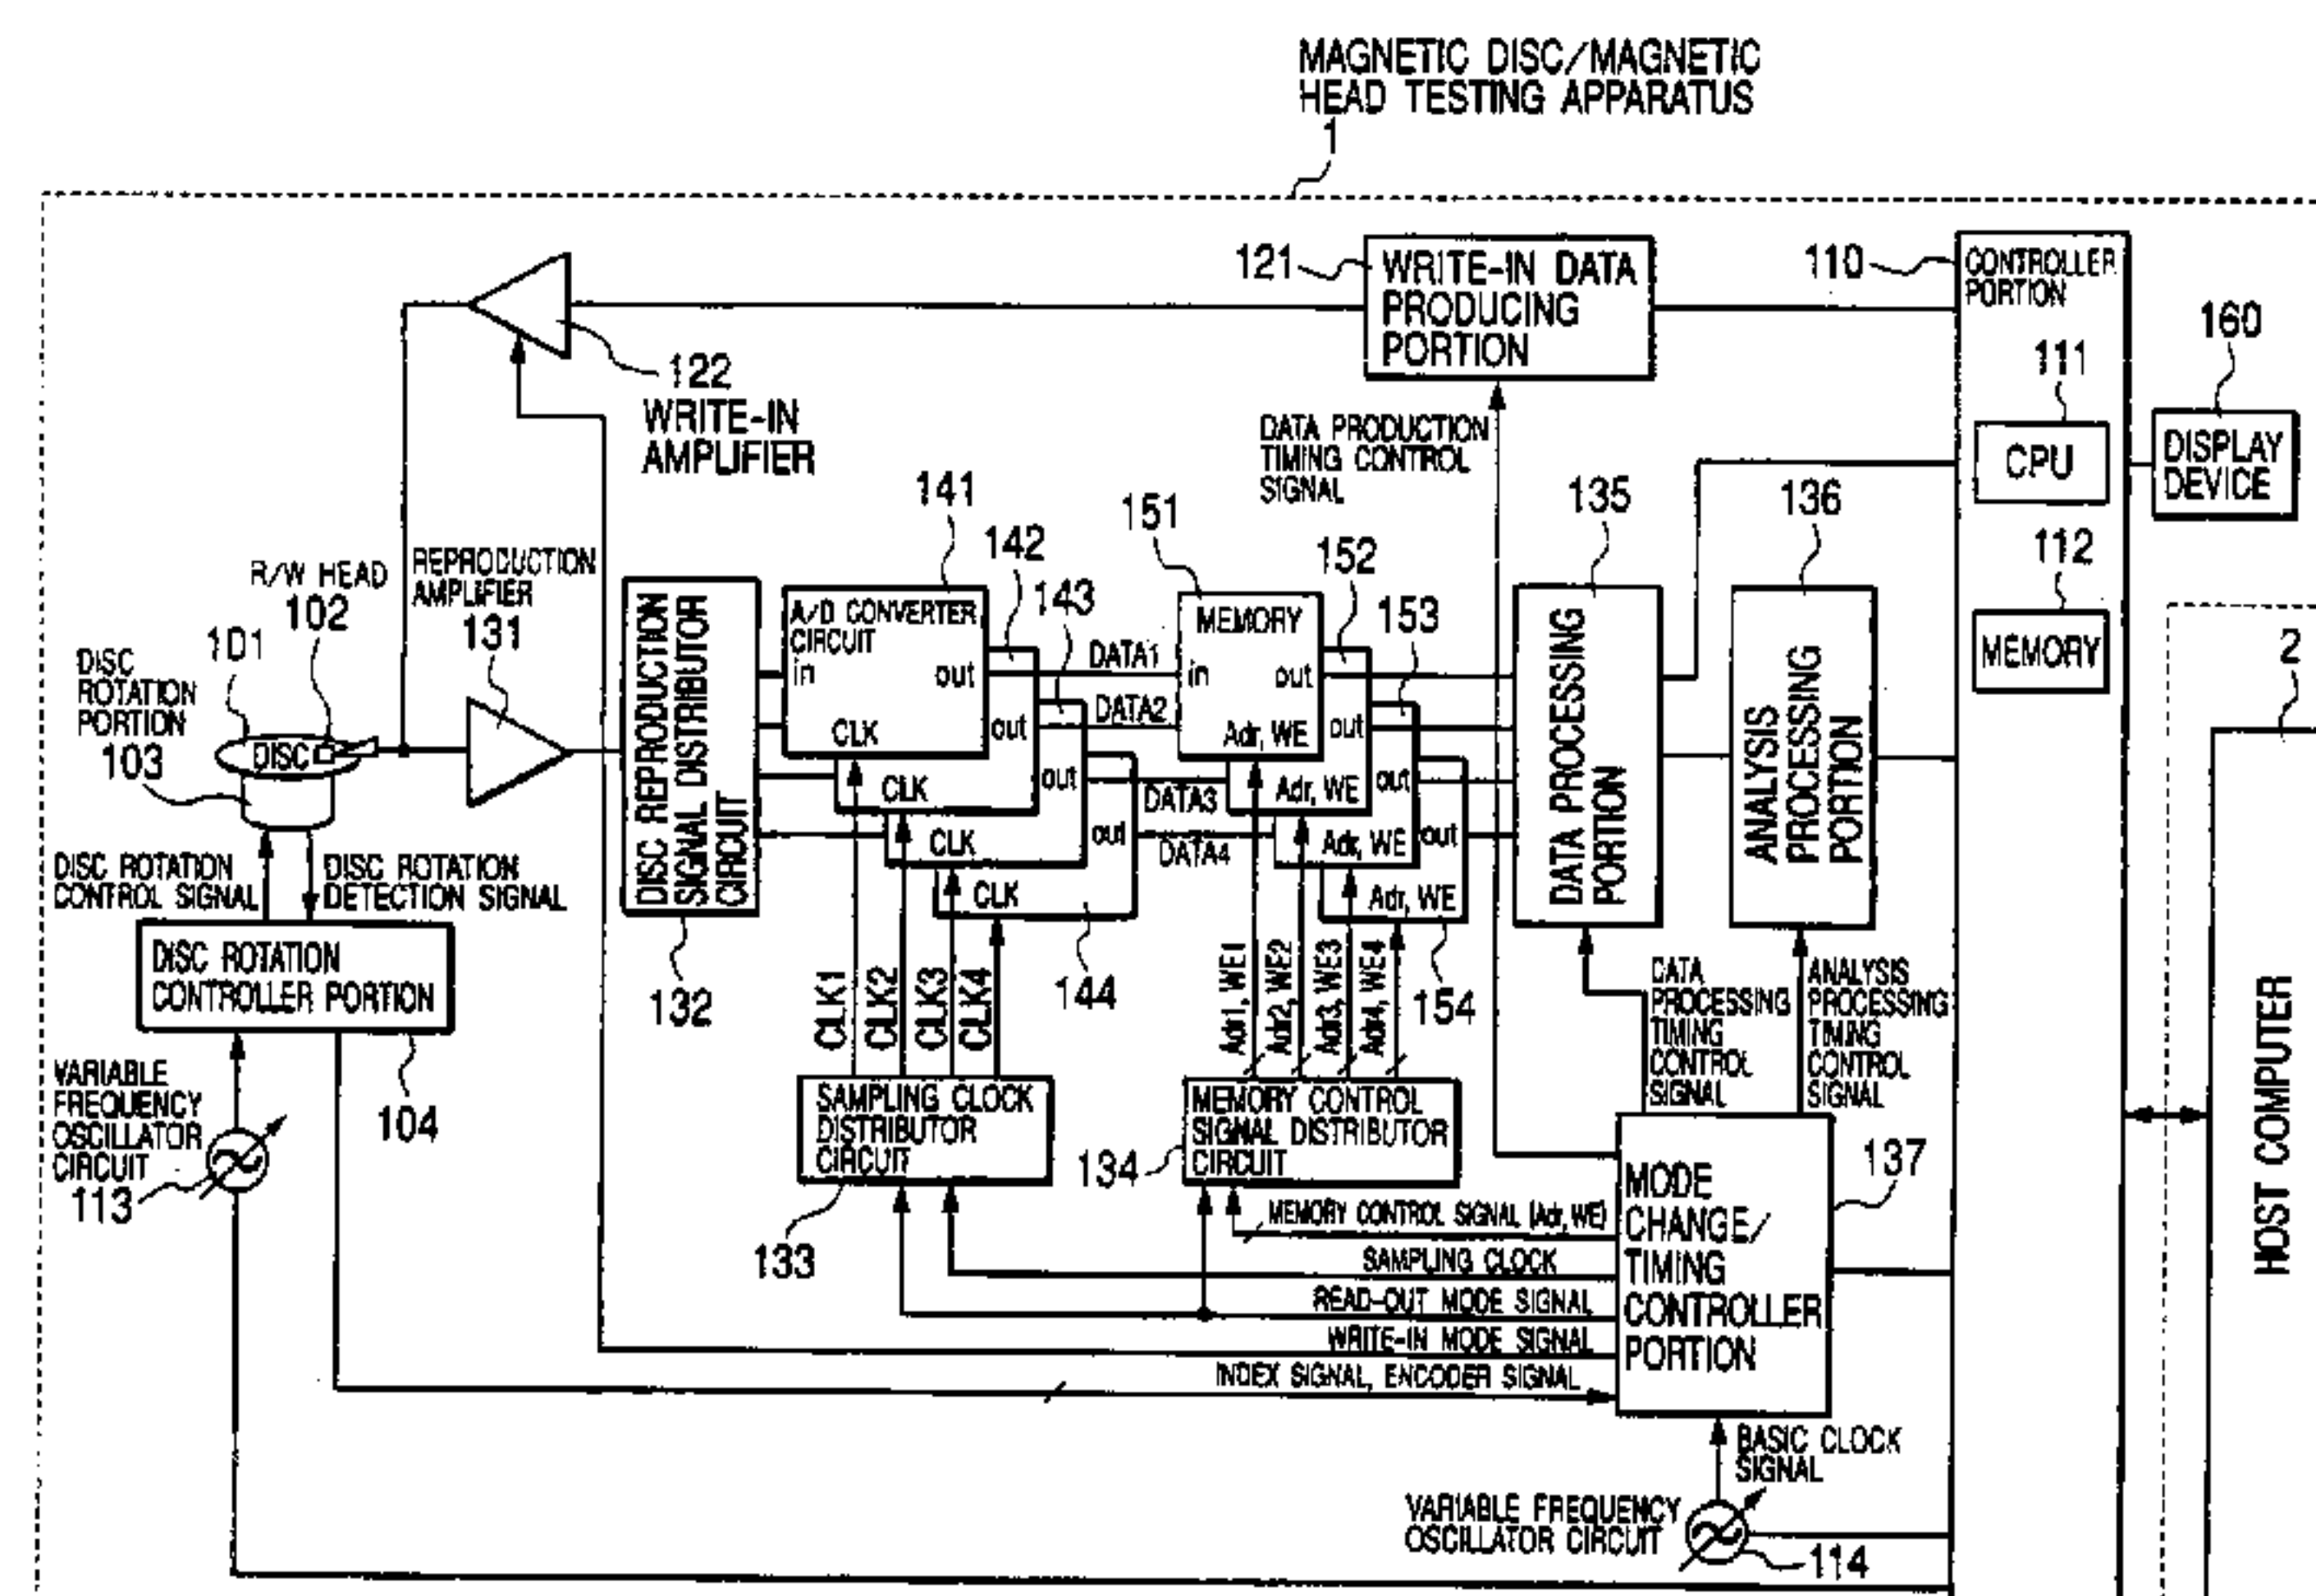 MAGNETIC DISC/MAGNETIC
HEAD TESTING APPARATUS
1
121
WRITE-IN DATA
PRODUCING
PORTION
110
CONTROLLER
PORTION
160
111
CPU
DISPLAY
DEVICE
112
MEMORY
122
WRITE-IN
AMPLIFIER
DATA PRODUCTION
TIMING CONTROL
SIGNAL
141
142
143
151
152
153
135
136
R/W HEAD
102
REPRODUCTION
AMPLIFIER
131
101
DISC
ROTATION
PORTION
103
DISC
DISC REPRODUCTION
SIGNAL DISTRIBUTOR
CIRCUIT
132
A/D CONVERTER
CIRCUIT
in
out
CLK
out
CLK
out
CLK
out
CLK
144
DATA1
DATA2
DATA3
DATA4
MEMORY
in
out
Adr, WE
out
Adr, WE
out
Adr, WE
out
Adr, WE
154
DATA PROCESSING
PORTION
ANALYSIS
PROCESSING
PORTION
2
HOST COMPUTER
DISC ROTATION
CONTROL SIGNAL
DISC ROTATION
DETECTION SIGNAL
DISC ROTATION
CONTROLLER PORTION
104
VARIABLE
FREQUENCY
OSCILLATOR
CIRCUIT
113
CLK1
CLK2
CLK3
CLK4
Adr1, WE1
Adr2, WE2
Adr3, WE3
Adr4, WE4
DATA
PROCESSING
TIMING
CONTROL
SIGNAL
ANALYSIS
PROCESSING
TIMING
CONTROL
SIGNAL
SAMPLING CLOCK
DISTRIBUTOR
CIRCUIT
133
MEMORY CONTROL
SIGNAL DISTRIBUTOR
CIRCUIT
134
137
MODE
CHANGE/
TIMING
CONTROLLER
PORTION
MEMORY CONTROL SIGNAL (Adr, WE)
SAMPLING CLOCK
READ-OUT MODE SIGNAL
WRITE-IN MODE SIGNAL
INDEX SIGNAL, ENCODER SIGNAL
BASIC CLOCK
SIGNAL
VARIABLE FREQUENCY
OSCILLATOR CIRCUIT
114